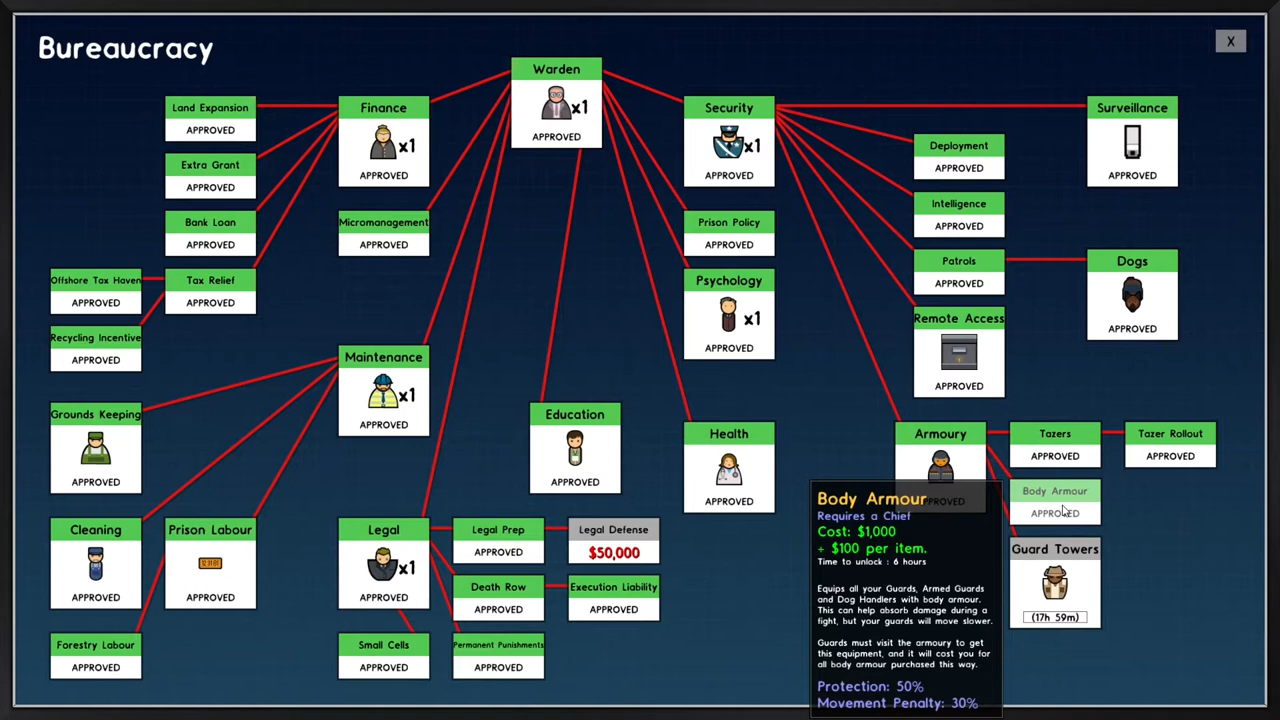 Bureaucracy
X
Warden
x1
APPROVED
Land Expansion
APPROVED
Finance
x1
APPROVED
Security
x1
APPROVED
Surveillance
APPROVED
Deployment
APPROVED
Extra Grant
APPROVED
Intelligence
APPROVED
Bank Loan
APPROVED
Micromanagement
APPROVED
Prison Policy
APPROVED
Patrols
APPROVED
Dogs
APPROVED
Offshore Tax Haven
APPROVED
Tax Relief
APPROVED
Psychology
x1
APPROVED
Remote Access
APPROVED
Recycling Incentive
APPROVED
Maintenance
x1
APPROVED
Grounds Keeping
APPROVED
Education
APPROVED
Health
APPROVED
Armoury
APPROVED
Tazers
APPROVED
Tazer Rollout
APPROVED
Body Armour
APPROVED
Guard Towers
(17h 59m)
Cleaning
APPROVED
Prison Labour
APPROVED
Legal
x1
APPROVED
Legal Prep
APPROVED
Legal Defense
$50,000
Death Row
APPROVED
Execution Liability
APPROVED
Forestry Labour
APPROVED
Small Cells
APPROVED
Permanent Punishments
APPROVED
Body Armour
Requires a Chief
Cost: $1,000
+ $100 per item.
Time to unlock : 6 hours
Equips all your Guards, Armed Guards
and Dog Handlers with body armour.
This can help absorb damage during a
fight, but your guards will move slower.
Guards must visit the armoury to get
this equipment, and it will cost you for
all body armour purchased this way.
Protection: 50%
Movement Penalty: 30%